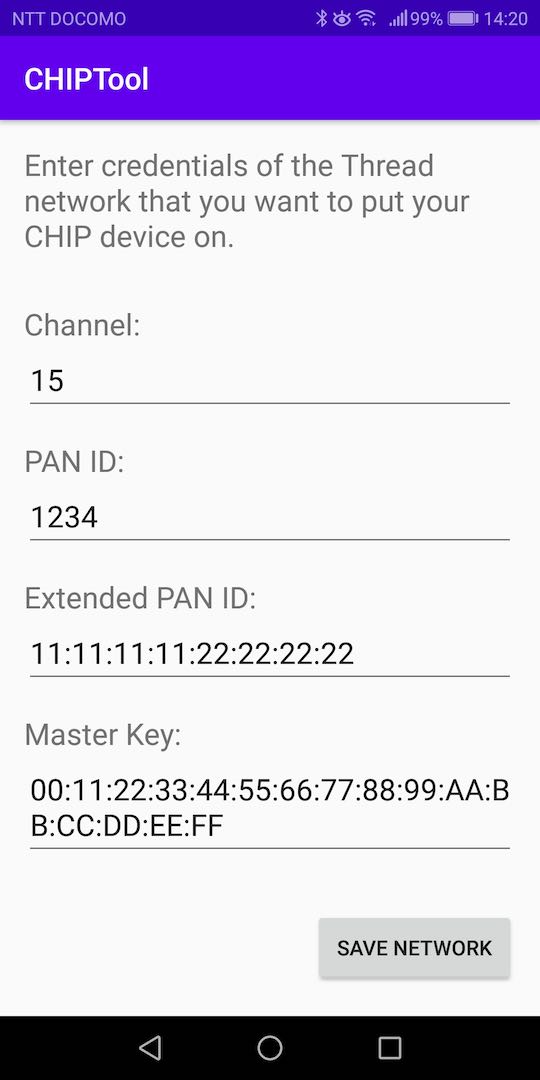 NTT DOCOMO 99% 14:20
CHIPTool
Enter credentials of the Thread
network that you want to put your
CHIP device on.
Channel:
15
PAN ID:
1234
Extended PAN ID:
11:11:11:11:22:22:22:22
Master Key:
00:11:22:33:44:55:66:77:88:99:AA:B
B:CC:DD:EE:FF
SAVE NETWORK